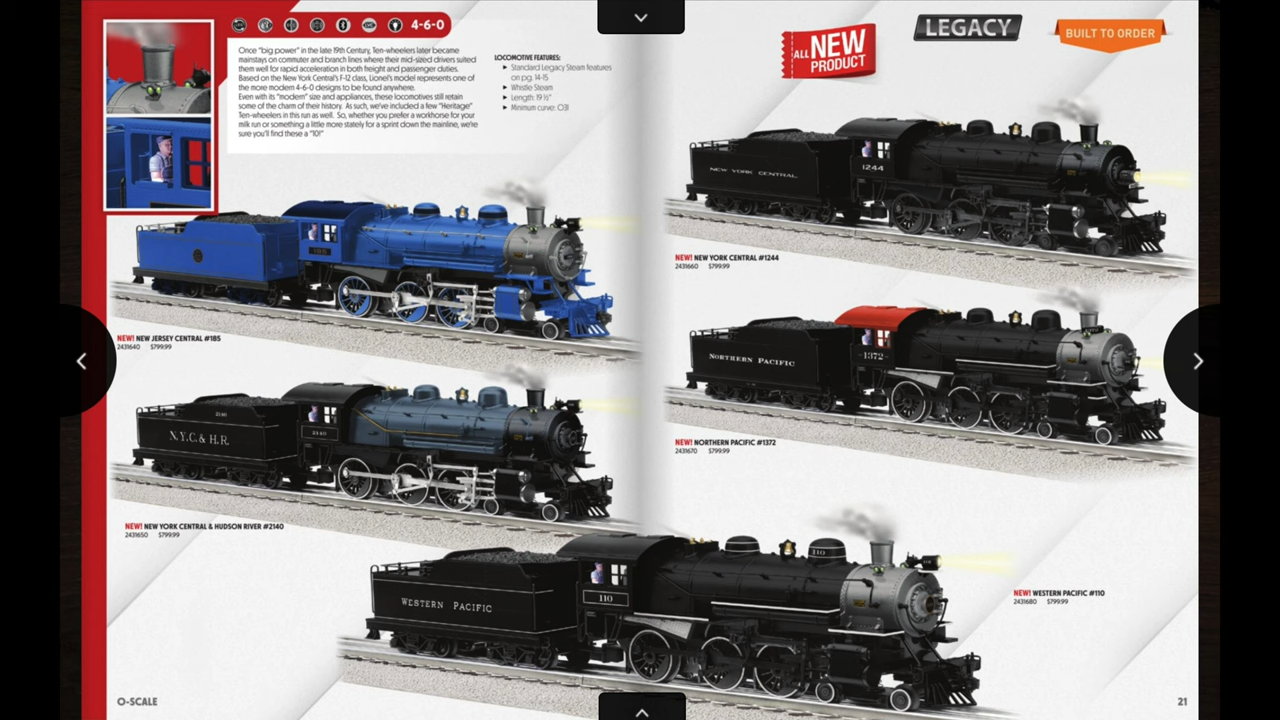 4-6-0
Once "big power" in the late 19th Century, Ten-wheelers later became
mainstays on commuter and branch lines where their mid-sized drivers suited
them well for rapid acceleration in both freight and passenger duties.
Based on the New York Central's F-12 class, Lionel's model represents one of
the more modern 4-6-0 designs to be found anywhere.
Even with its "modern" size and appliances, these locomotives still retain
some of the charm of their history. As such, we've included a few "Heritage"
Ten-wheelers in this run as well. So, whether you prefer a workhorse for your
milk run or something a little more stately for a sprint down the mainline, we're
sure you'll find these a "10!"
LOCOMOTIVE FEATURES:
► Standard Legacy Steam features
on pg. 14-15
► Whistle Steam
► Length: 19 ½"
► Minimum curve: O31
NEW! NEW JERSEY CENTRAL #185
2431640 $799.99
2140
N.Y.C. & H.R.
2140
NEW! NEW YORK CENTRAL & HUDSON RIVER #2140
2431650 $799.99
O-SCALE
ALL NEW
PRODUCT
LEGACY
BUILT TO ORDER
NEW YORK CENTRAL
1244
NEW! NEW YORK CENTRAL #1244
2431660 $799.99
NORTHERN PACIFIC
1372
NEW! NORTHERN PACIFIC #1372
2431670 $799.99
WESTERN PACIFIC
110
110
NEW! WESTERN PACIFIC #110
2431680 $799.99
21